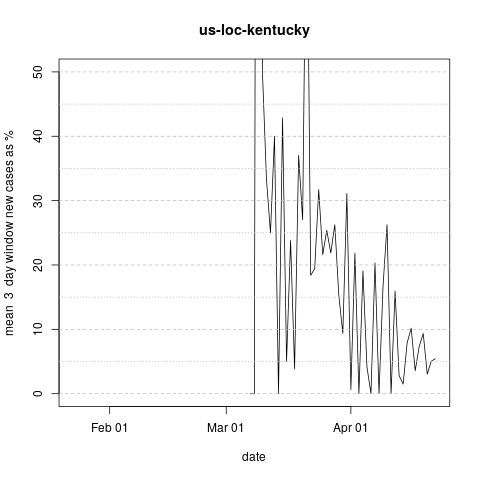 us-loc-kentucky
mean 3 day window new cases as %
50
40
30
20
10
0
Feb 01
Mar 01
Apr 01
date